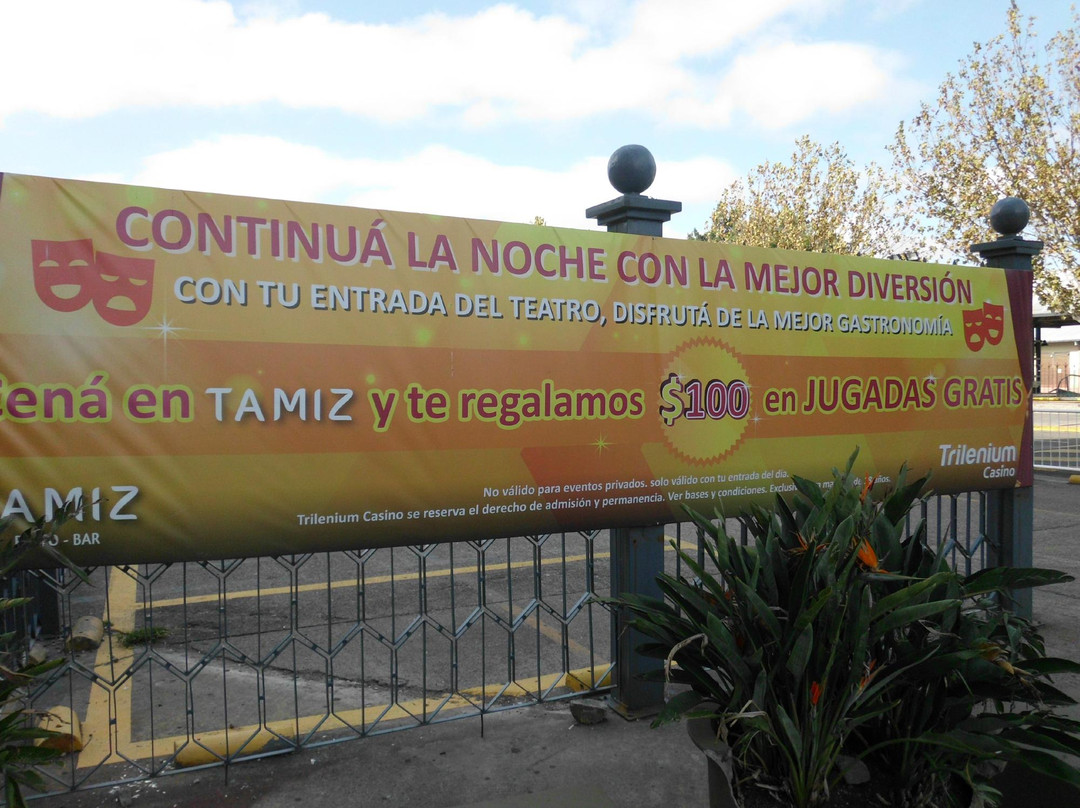 CONTINUÁ LA NOCHE CON LA MEJOR DIVERSIÓN
CON TU ENTRADA DEL TEATRO, DISFRUTÁ DE LA MEJOR GASTRONOMÍA
Cená en TAMIZ y te regalamos $100 en JUGADAS GRATIS
No válido para eventos privados. solo válido con tu entrada del día.
Trilenium Casino se reserva el derecho de admisión y permanencia. Ver bases y condiciones.
Trilenium
Casino
TAMIZ
- BAR